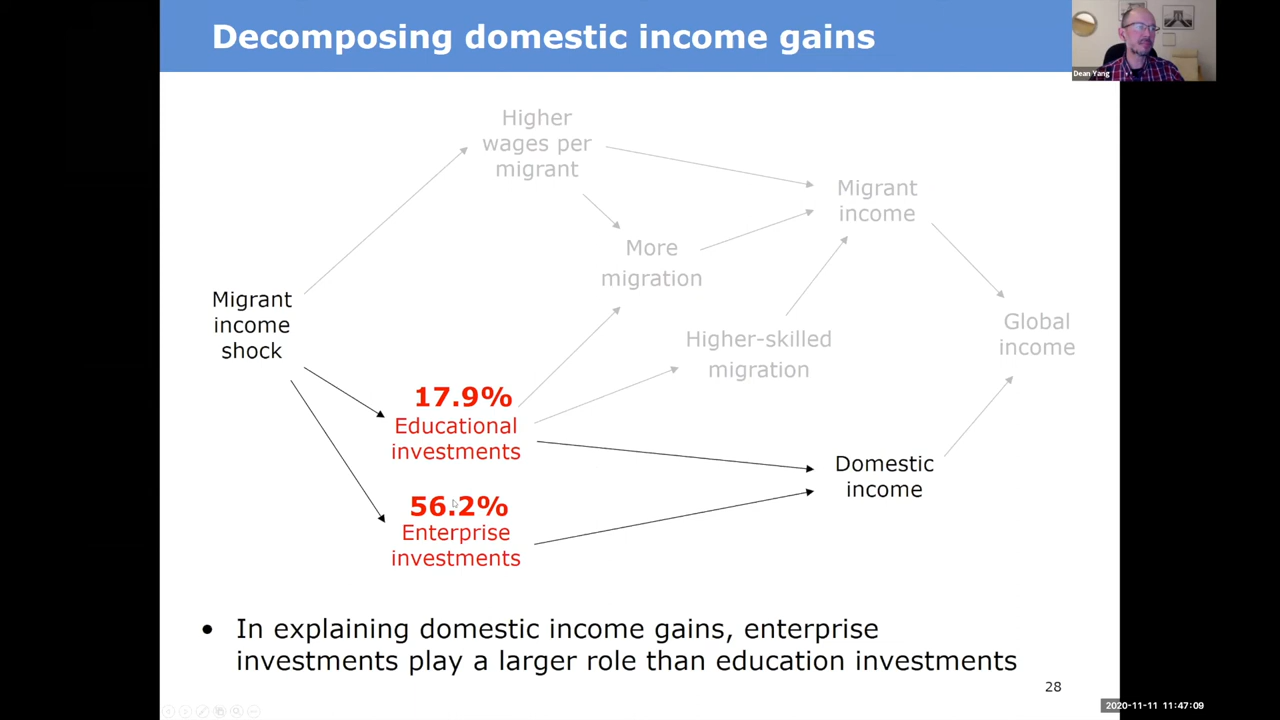 Decomposing domestic income gains
Dean Yang
Higher
wages per
migrant
Migrant
income
More
migration
Migrant
income
shock
Higher-skilled
migration
Global
income
17.9%
Educational
investments
Domestic
income
56.2%
Enterprise
investments
• In explaining domestic income gains, enterprise
investments play a larger role than education investments
28
2020-11-11 11:47:09